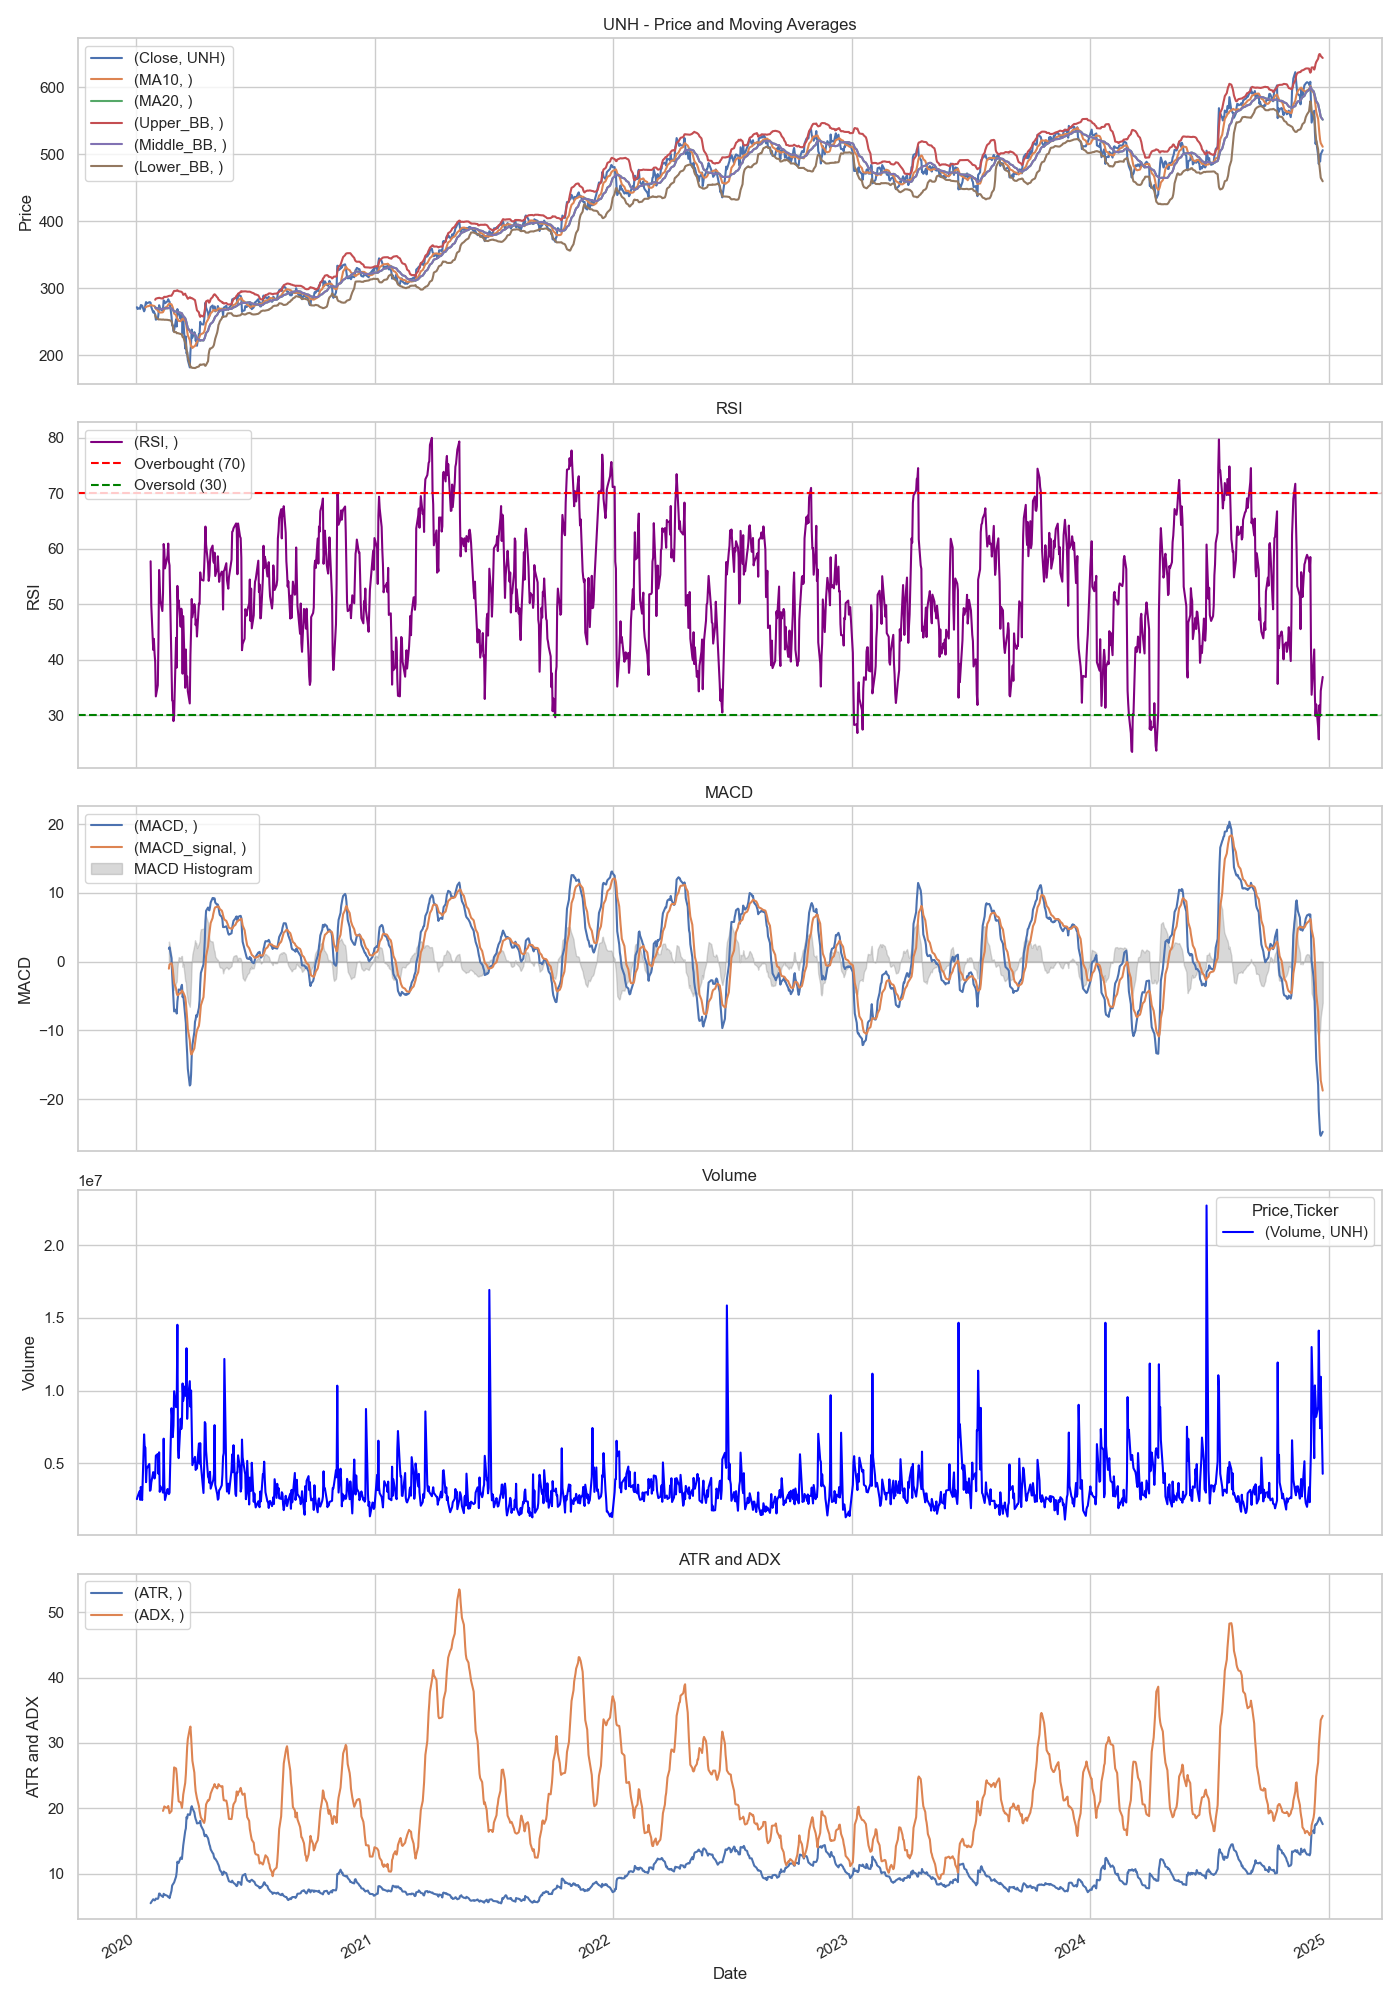 UNH - Price and Moving Averages
(Close, UNH)
(MA10, )
(MA20, )
(Upper_BB, )
(Middle_BB, )
(Lower_BB, )
600
500
400
300
200
Price
RSI
(RSI, )
Overbought (70)
Oversold (30)
80
70
60
50
40
30
RSI
MACD
(MACD, )
(MACD_signal, )
MACD Histogram
20
10
0
−10
−20
MACD
1e7
Volume
Price,Ticker
(Volume, UNH)
2.0
1.5
1.0
0.5
Volume
ATR and ADX
(ATR, )
(ADX, )
50
40
30
20
10
ATR and ADX
2020
2021
2022
2023
2024
2025
Date